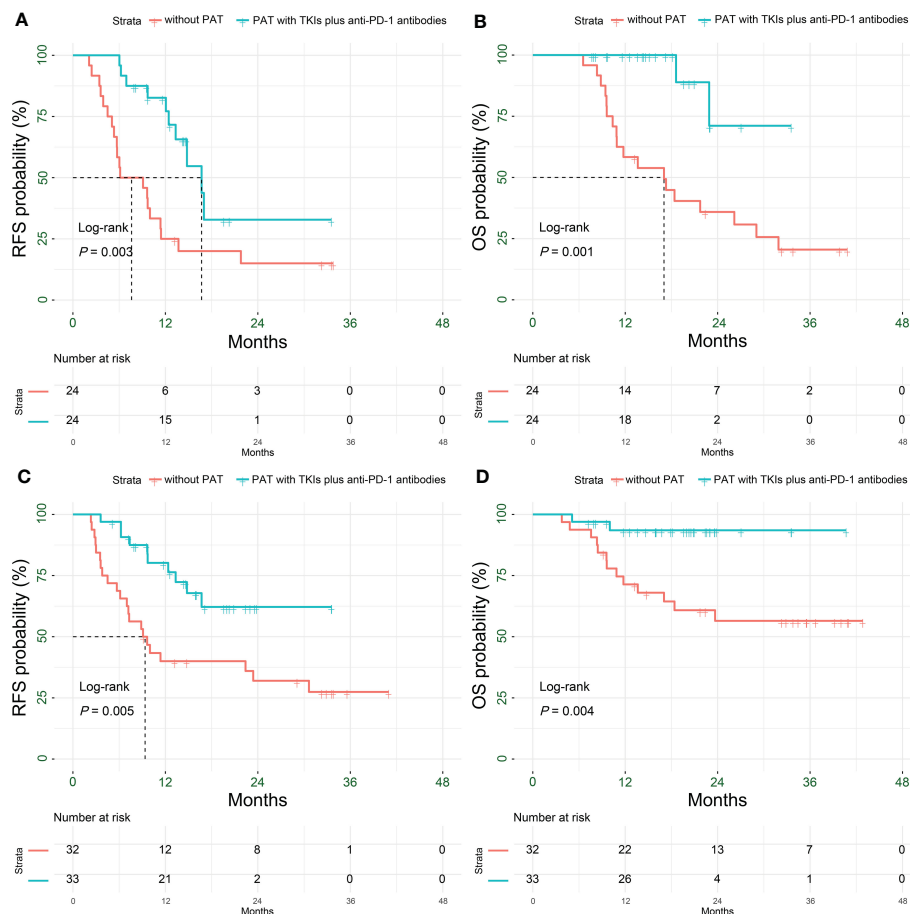 A
Strata without PAT PAT with TKIs plus anti-PD-1 antibodies
RFS probability (%)
100
75
50
25
0
Log-rank
P = 0.003
0 12 24 36 48
Months
Number at risk
Strata
24 6 3 0 0
24 15 1 0 0
0 12 24 36 48
Months
B
Strata without PAT PAT with TKIs plus anti-PD-1 antibodies
OS probability (%)
100
75
50
25
0
Log-rank
P = 0.001
0 12 24 36 48
Months
Number at risk
Strata
24 14 7 2 0
24 18 2 0 0
0 12 24 36 48
Months
C
Strata without PAT PAT with TKIs plus anti-PD-1 antibodies
RFS probability (%)
100
75
50
25
0
Log-rank
P = 0.005
0 12 24 36 48
Months
Number at risk
Strata
32 12 8 1 0
33 21 2 0 0
0 12 24 36 48
Months
D
Strata without PAT PAT with TKIs plus anti-PD-1 antibodies
OS probability (%)
100
75
50
25
0
Log-rank
P = 0.004
0 12 24 36 48
Months
Number at risk
Strata
32 22 13 7 0
33 26 4 1 0
0 12 24 36 48
Months